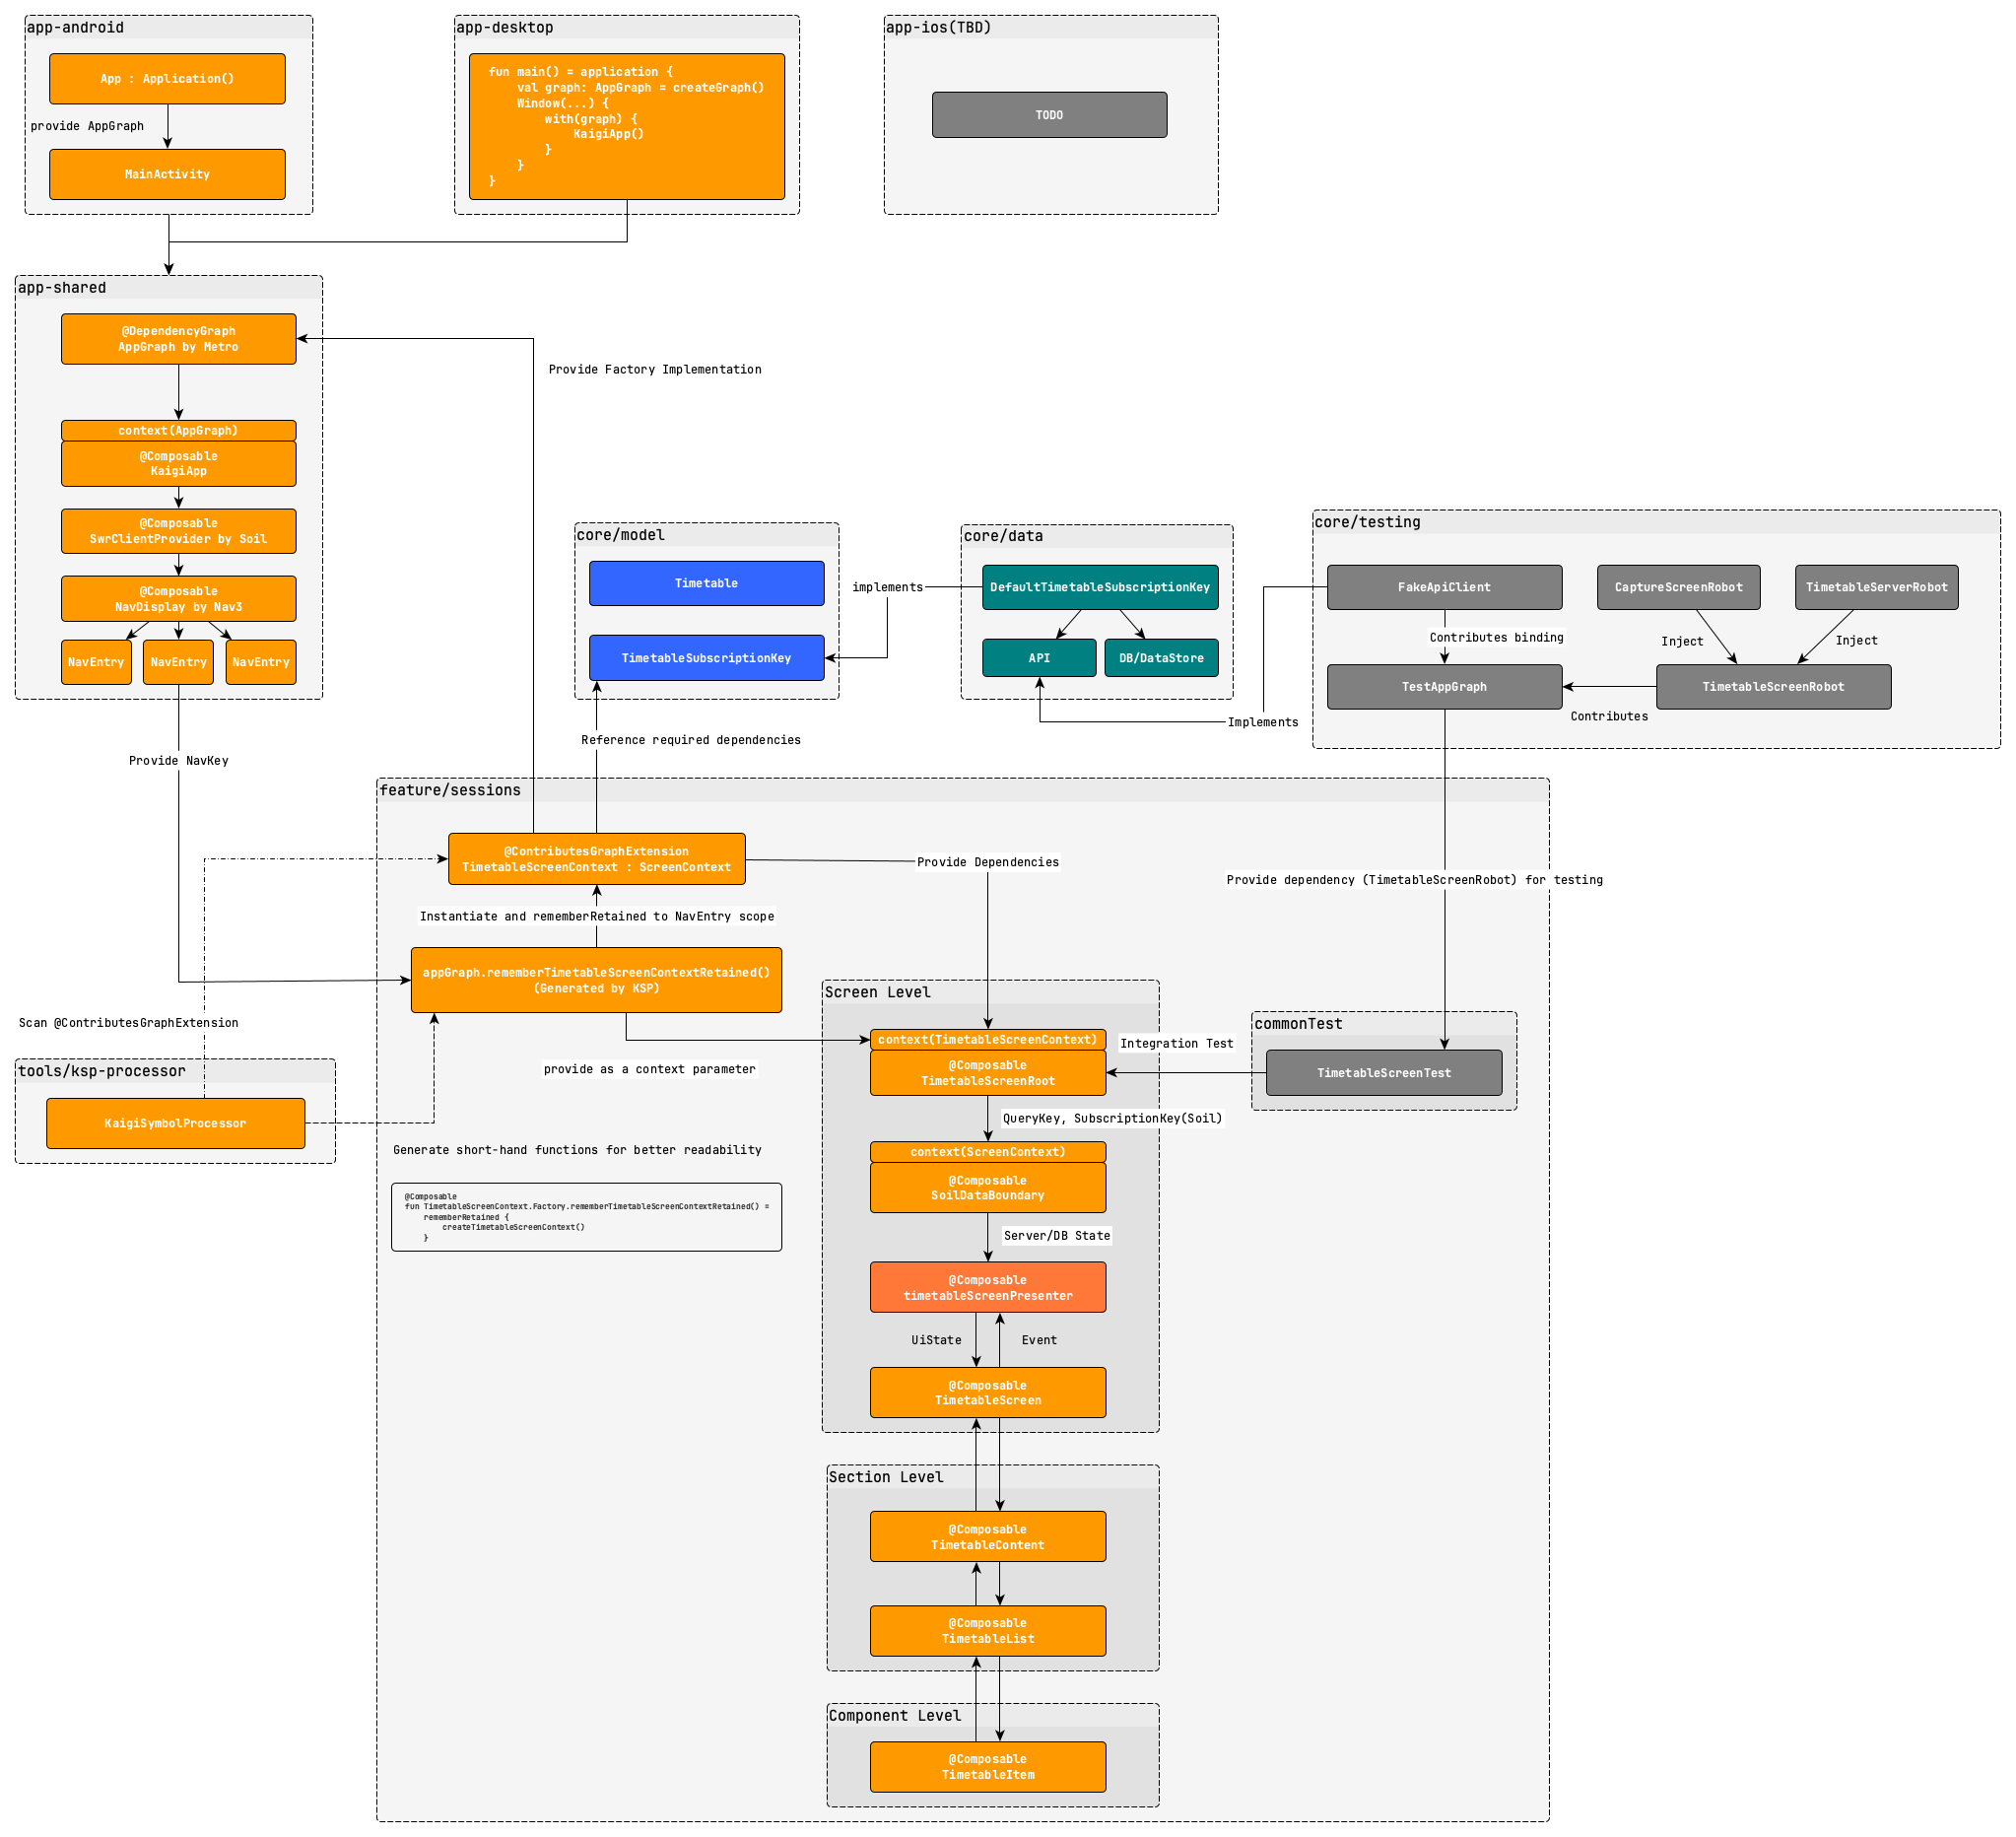 app-android
App : Application()
provide AppGraph
MainActivity
app-desktop
fun main() = application {
    val graph: AppGraph = createGraph()
    Window(...) {
        with(graph) {
            KaigiApp()
        }
    }
}
app-ios(TBD)
TODO
app-shared
@DependencyGraph
AppGraph by Metro
context(AppGraph)
@Composable
KaigiApp
@Composable
SwrClientProvider by Soil
@Composable
NavDisplay by Nav3
NavEntry
NavEntry
NavEntry
Provide Factory Implementation
core/model
Timetable
TimetableSubscriptionKey
implements
core/data
DefaultTimetableSubscriptionKey
API
DB/DataStore
core/testing
FakeApiClient
CaptureScreenRobot
TimetableServerRobot
Contributes binding
Inject
Inject
TestAppGraph
TimetableScreenRobot
Contributes
Implements
Reference required dependencies
Provide NavKey
feature/sessions
@ContributesGraphExtension
TimetableScreenContext : ScreenContext
Provide Dependencies
Provide dependency (TimetableScreenRobot) for testing
Instantiate and rememberRetained to NavEntry scope
appGraph.rememberTimetableScreenContextRetained()
(Generated by KSP)
Scan @ContributesGraphExtension
tools/ksp-processor
KaigiSymbolProcessor
provide as a context parameter
Generate short-hand functions for better readability
@Composable
fun TimetableScreenContext.Factory.rememberTimetableScreenContextRetained() =
    rememberRetained {
        createTimetableScreenContext()
    }
Screen Level
context(TimetableScreenContext)
@Composable
TimetableScreenRoot
Integration Test
commonTest
TimetableScreenTest
QueryKey, SubscriptionKey(Soil)
context(ScreenContext)
@Composable
SoilDataBoundary
Server/DB State
@Composable
timetableScreenPresenter
UiState
Event
@Composable
TimetableScreen
Section Level
@Composable
TimetableContent
@Composable
TimetableList
Component Level
@Composable
TimetableItem